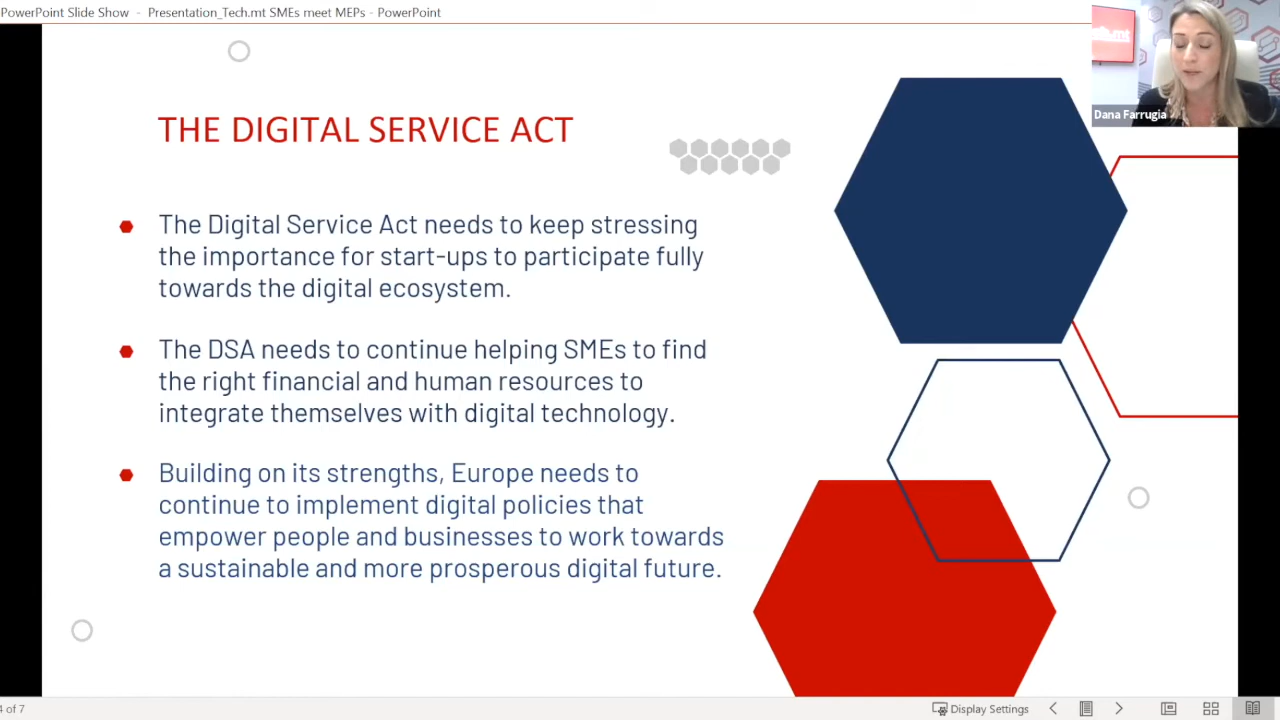 PowerPoint Slide Show - Presentation_Tech.mt SMEs meet MEPs - PowerPoint
Dana Farrugia
THE DIGITAL SERVICE ACT
The Digital Service Act needs to keep stressing
the importance for start-ups to participate fully
towards the digital ecosystem.
The DSA needs to continue helping SMEs to find
the right financial and human resources to
integrate themselves with digital technology.
Building on its strengths, Europe needs to
continue to implement digital policies that
empower people and businesses to work towards
a sustainable and more prosperous digital future.
4 of 7
Display Settings